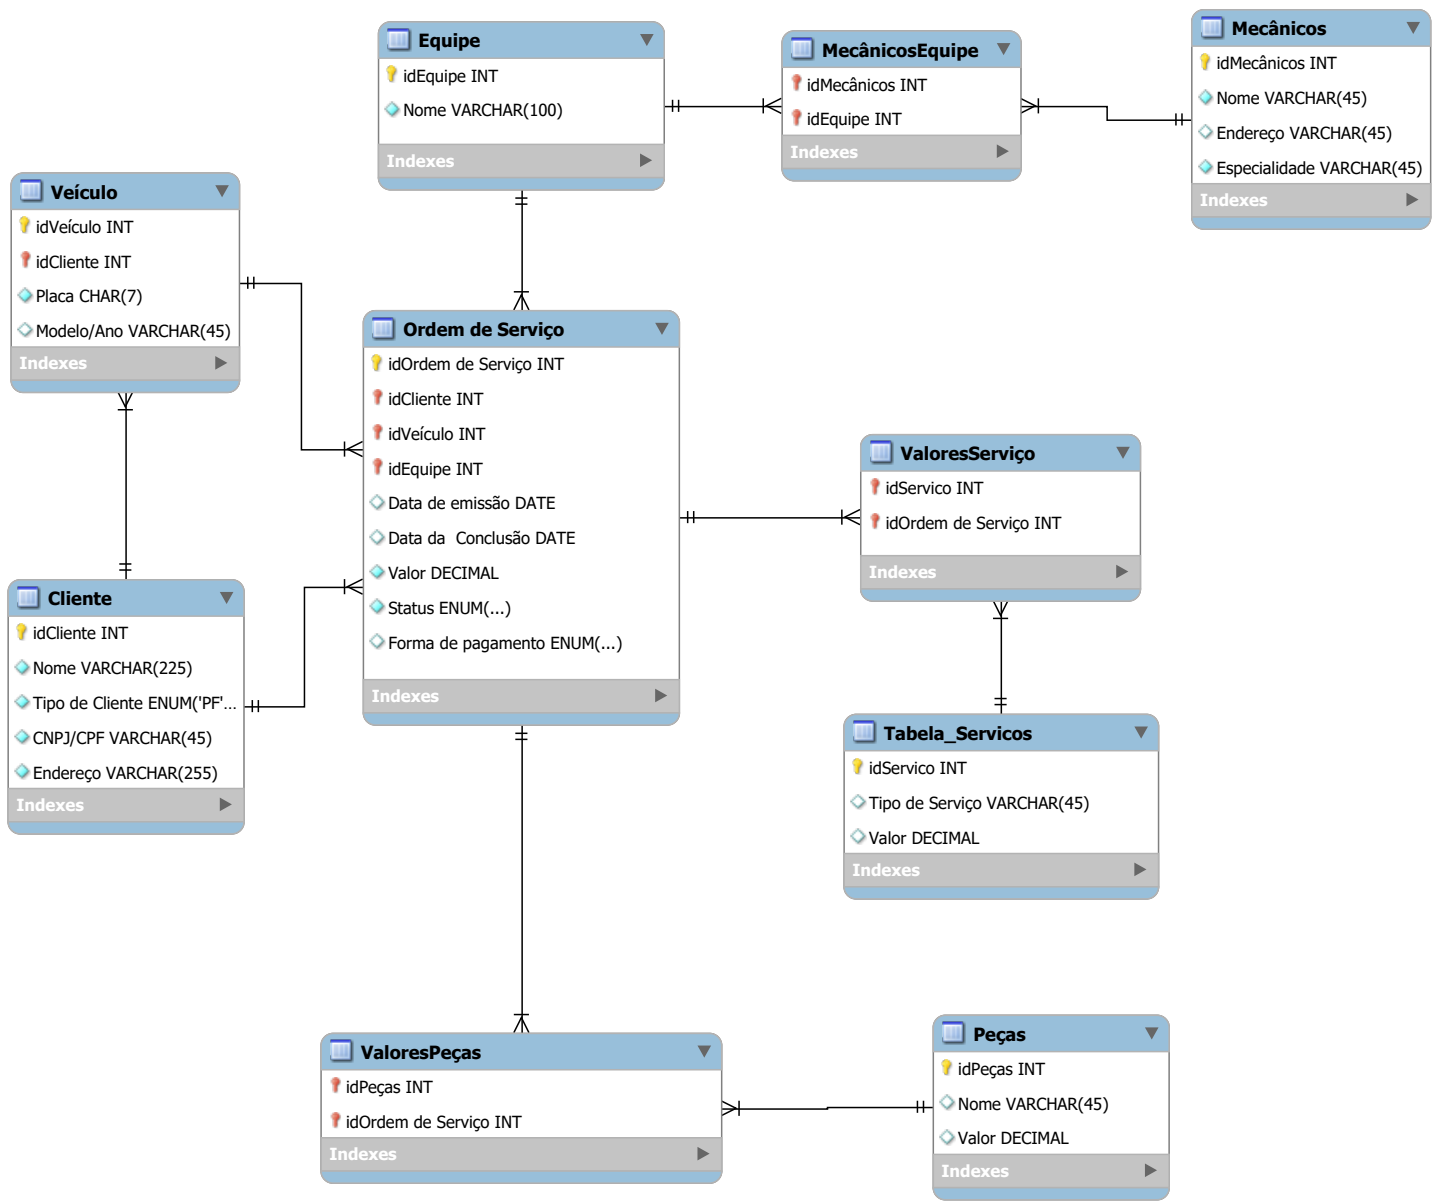 Equipe
idEquipe INT
Nome VARCHAR(100)
Indexes
MecânicosEquipe
idMecânicos INT
idEquipe INT
Indexes
Mecânicos
idMecânicos INT
Nome VARCHAR(45)
Endereço VARCHAR(45)
Especialidade VARCHAR(45)
Indexes
Veículo
idVeículo INT
idCliente INT
Placa CHAR(7)
Modelo/Ano VARCHAR(45)
Indexes
Ordem de Serviço
idOrdem de Serviço INT
idCliente INT
idVeículo INT
idEquipe INT
Data de emissão DATE
Data da  Conclusão DATE
Valor DECIMAL
Status ENUM(...)
Forma de pagamento ENUM(...)
Indexes
ValoresServiço
idServico INT
idOrdem de Serviço INT
Indexes
Cliente
idCliente INT
Nome VARCHAR(225)
Tipo de Cliente ENUM('PF'...
CNPJ/CPF VARCHAR(45)
Endereço VARCHAR(255)
Indexes
Tabela_Servicos
idServico INT
Tipo de Serviço VARCHAR(45)
Valor DECIMAL
Indexes
ValoresPeças
idPeças INT
idOrdem de Serviço INT
Indexes
Peças
idPeças INT
Nome VARCHAR(45)
Valor DECIMAL
Indexes